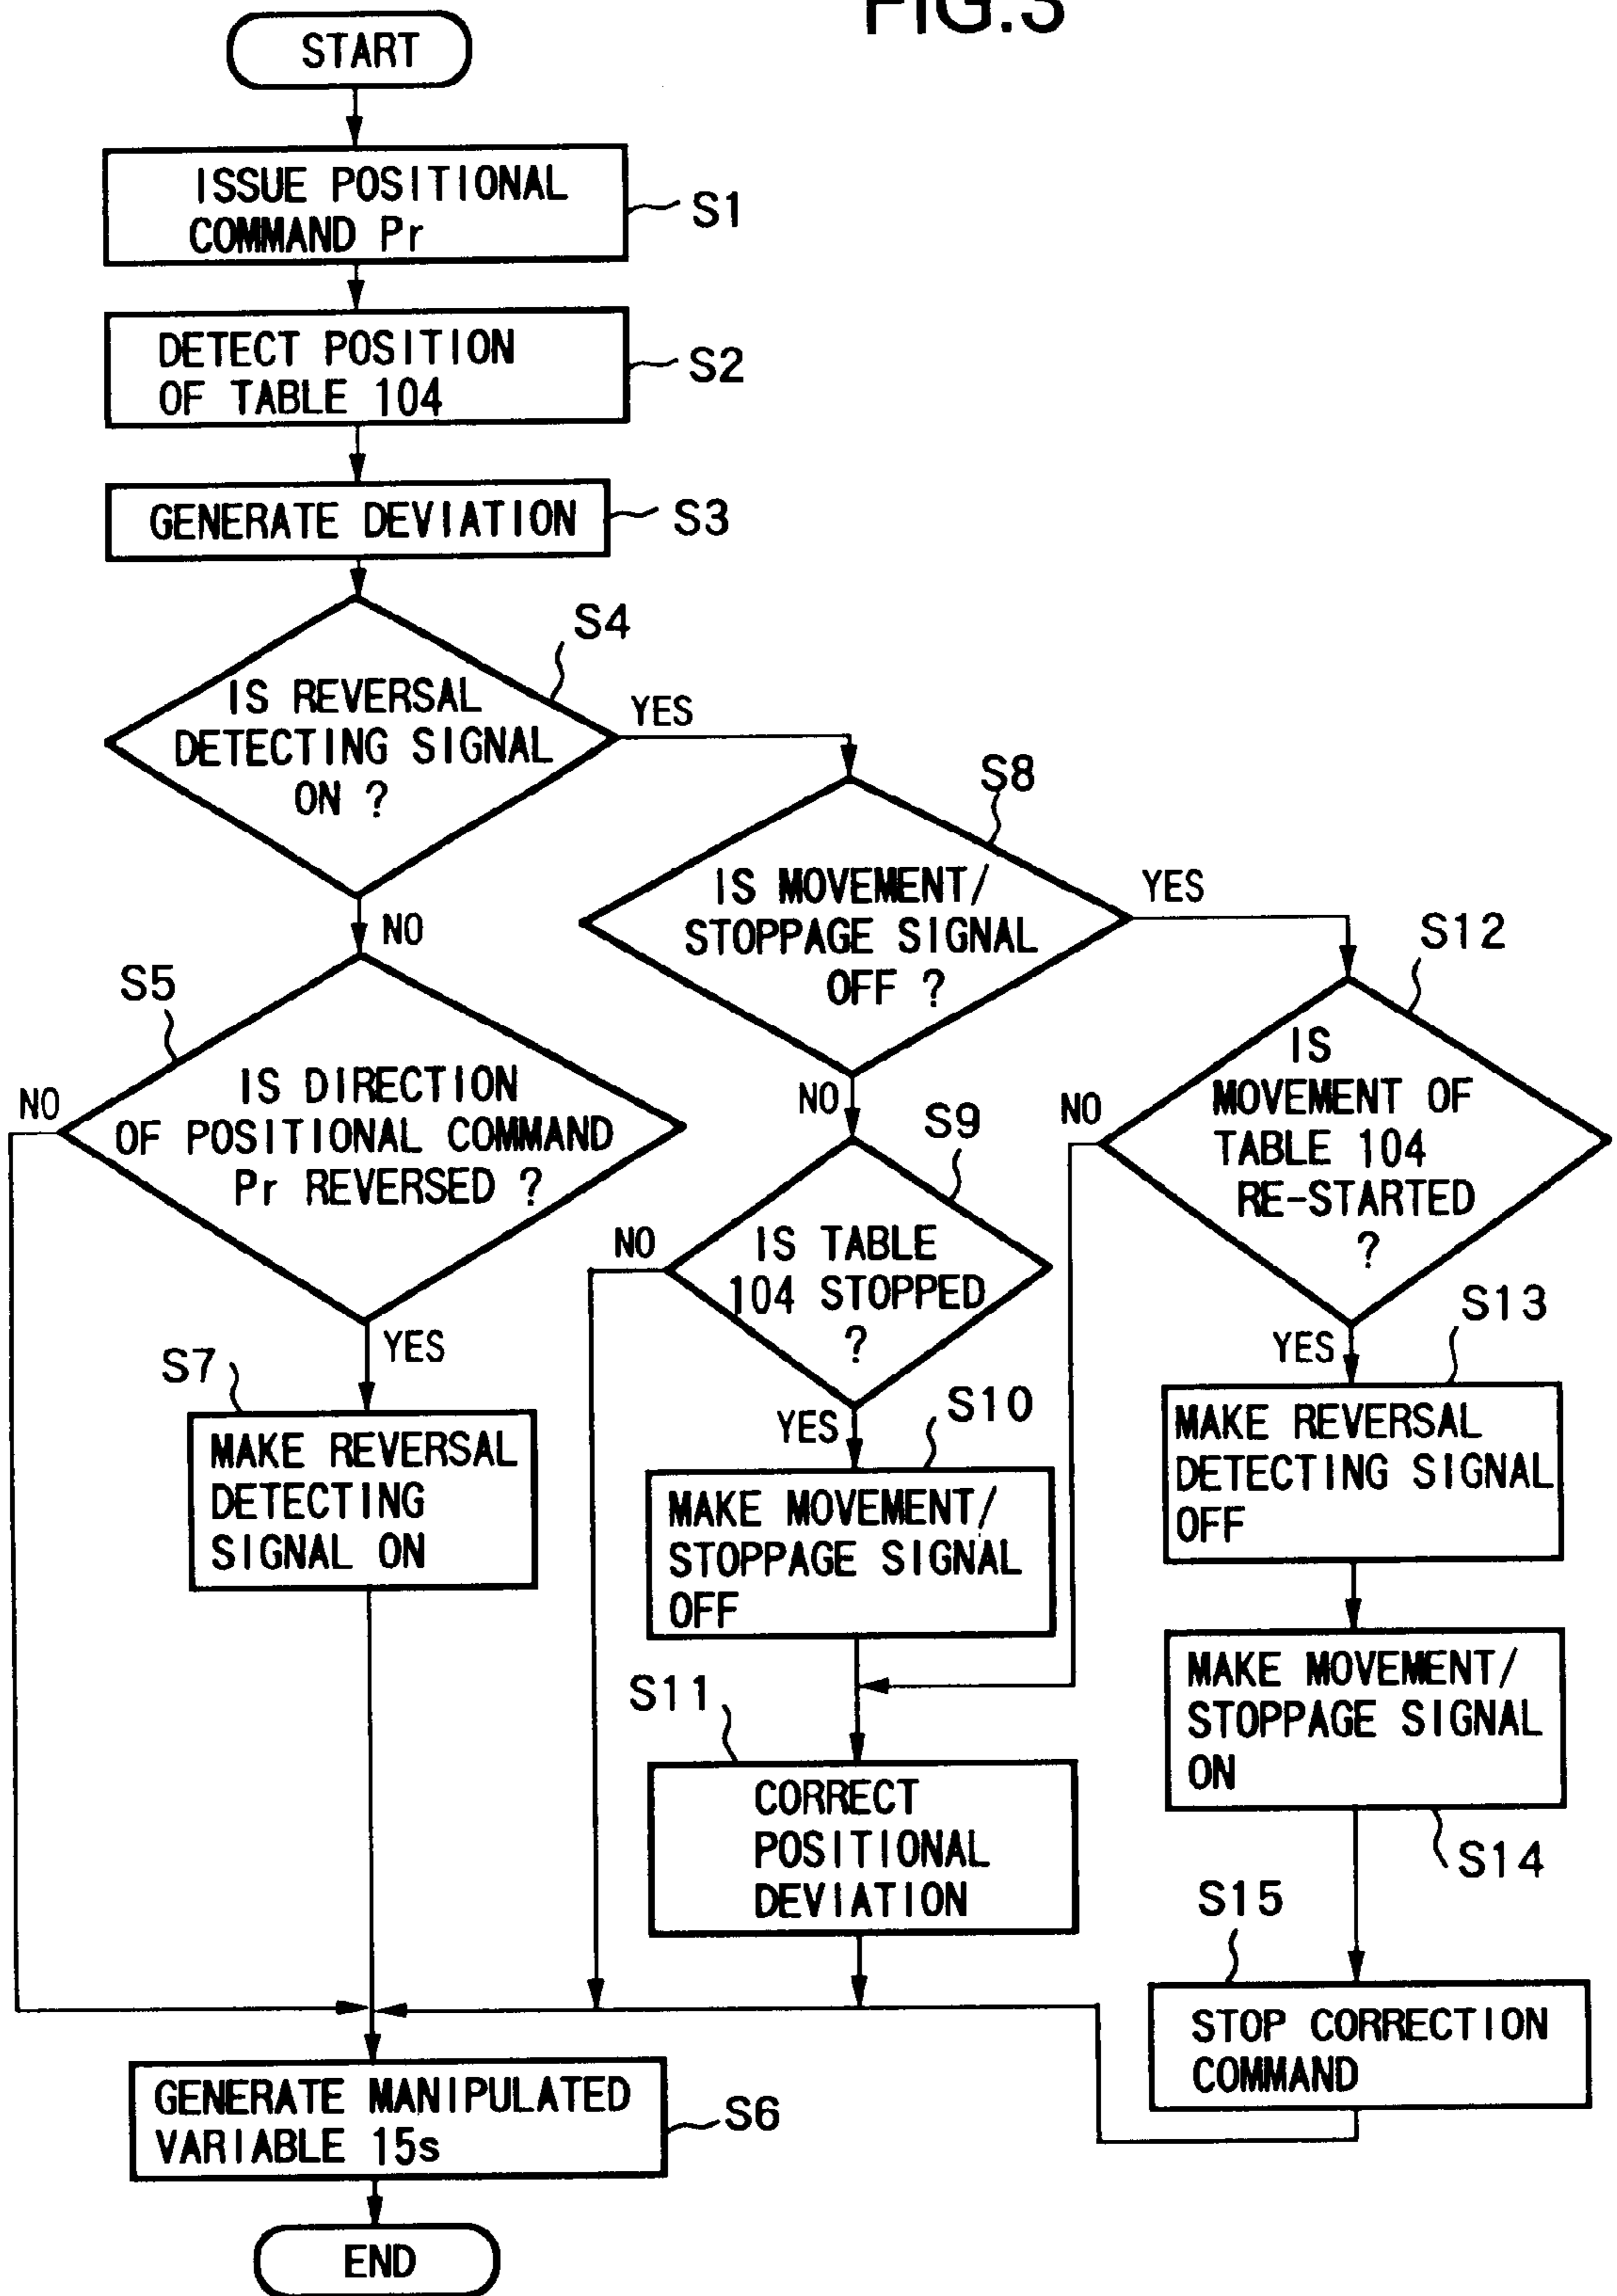 FIG.3
START
ISSUE POSITIONAL
COMMAND Pr
S1
DETECT POSITION
OF TABLE 104
S2
GENERATE DEVIATION
S3
S4
IS REVERSAL
DETECTING SIGNAL
ON ?
YES
NO
S8
IS MOVEMENT/
STOPPAGE SIGNAL
OFF ?
YES
NO
S12
IS
MOVEMENT OF
TABLE 104
RE-STARTED
?
NO
YES
S5
IS DIRECTION
OF POSITIONAL COMMAND
Pr REVERSED ?
NO
YES
S9
IS TABLE
104 STOPPED
?
NO
YES
S7
MAKE REVERSAL
DETECTING
SIGNAL ON
S10
MAKE MOVEMENT/
STOPPAGE SIGNAL
OFF
S13
MAKE REVERSAL
DETECTING SIGNAL
OFF
MAKE MOVEMENT/
STOPPAGE SIGNAL
ON
S14
S11
CORRECT
POSITIONAL
DEVIATION
S15
STOP CORRECTION
COMMAND
GENERATE MANIPULATED
VARIABLE 15s
S6
END